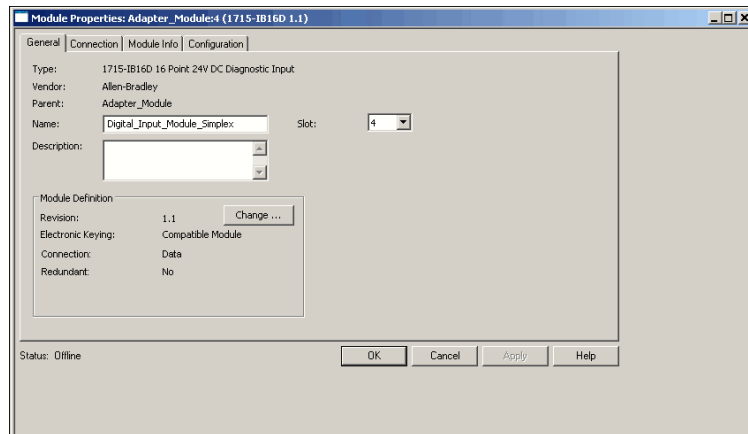 Module Properties: Adapter_Module:4 (1715-IB16D 1.1)
General Connection Module Info Configuration
Type: 1715-IB16D 16 Point 24V DC Diagnostic Input
Vendor: Allen-Bradley
Parent: Adapter_Module
Name: Digital_Input_Module_Simplex Slot: 4
Description:
Module Definition
Revision: 1.1 Change ...
Electronic Keying: Compatible Module
Connection: Data
Redundant: No
Status: Offline OK Cancel Apply Help